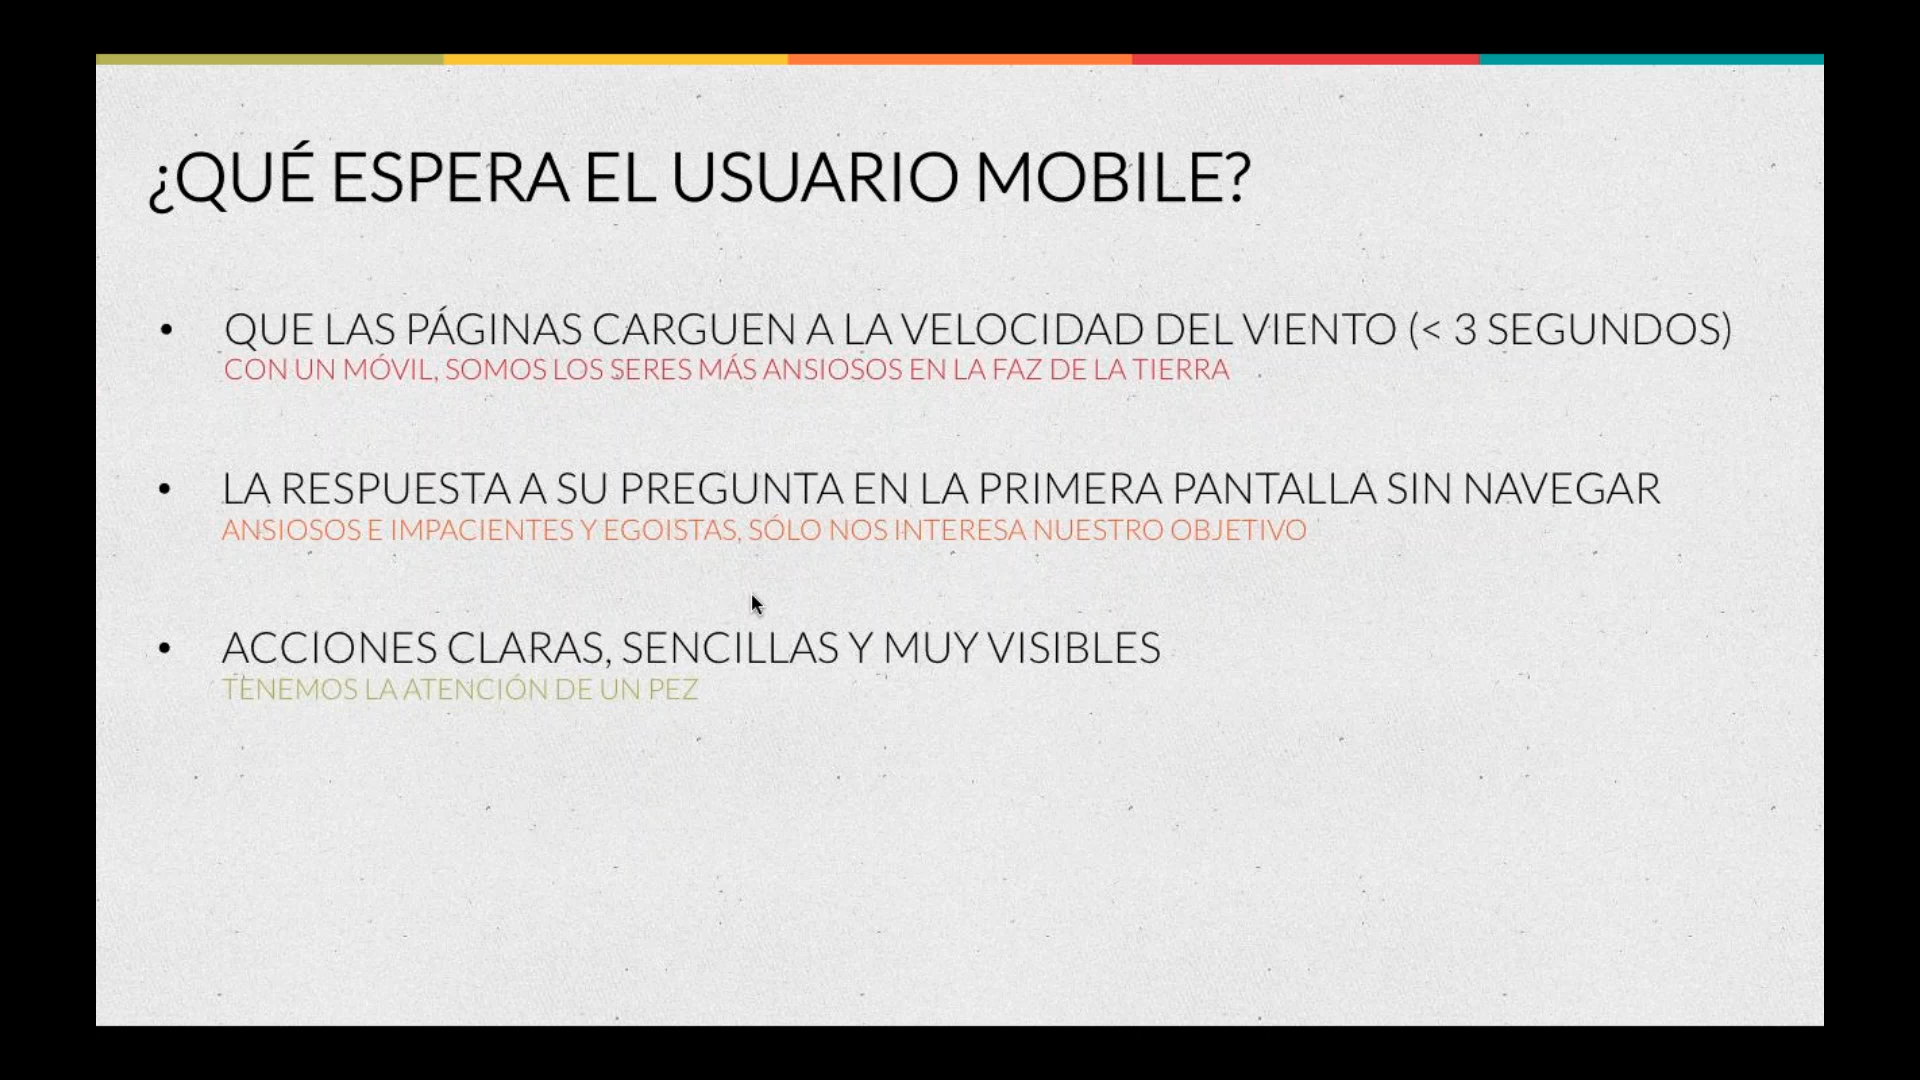 ¿QUÉ ESPERA EL USUARIO MOBILE?
• QUE LAS PÁGINAS CARGUEN A LA VELOCIDAD DEL VIENTO (< 3 SEGUNDOS)
CON UN MÓVIL, SOMOS LOS SERES MÁS ANSIOSOS EN LA FAZ DE LA TIERRA
• LA RESPUESTA A SU PREGUNTA EN LA PRIMERA PANTALLA SIN NAVEGAR
ANSIOSOS E IMPACIENTES Y EGOISTAS, SÓLO NOS INTERESA NUESTRO OBJETIVO
• ACCIONES CLARAS, SENCILLAS Y MUY VISIBLES
TENEMOS LA ATENCIÓN DE UN PEZ